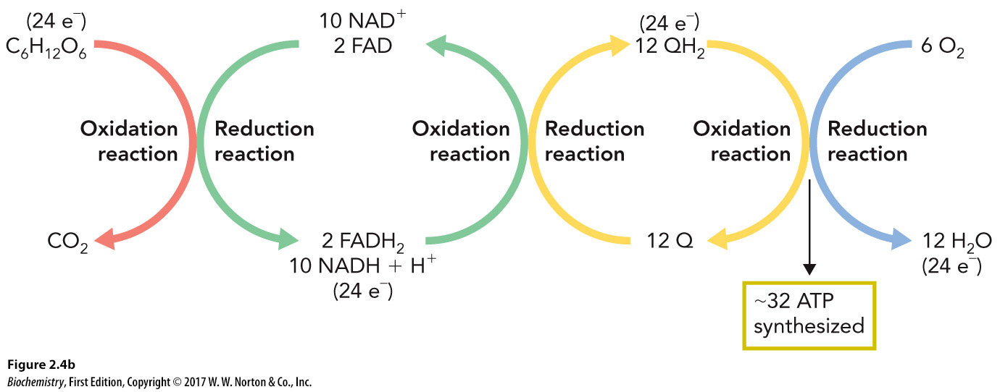 (24 e⁻)
C₆H₁₂O₆
10 NAD⁺
2 FAD
(24 e⁻)
12 QH₂
6 O₂
Oxidation
reaction
Reduction
reaction
Oxidation
reaction
Reduction
reaction
Oxidation
reaction
Reduction
reaction
CO₂
2 FADH₂
10 NADH + H⁺
(24 e⁻)
12 Q
12 H₂O
(24 e⁻)
~32 ATP
synthesized
Figure 2.4b
Biochemistry, First Edition, Copyright © 2017 W. W. Norton & Co., Inc.